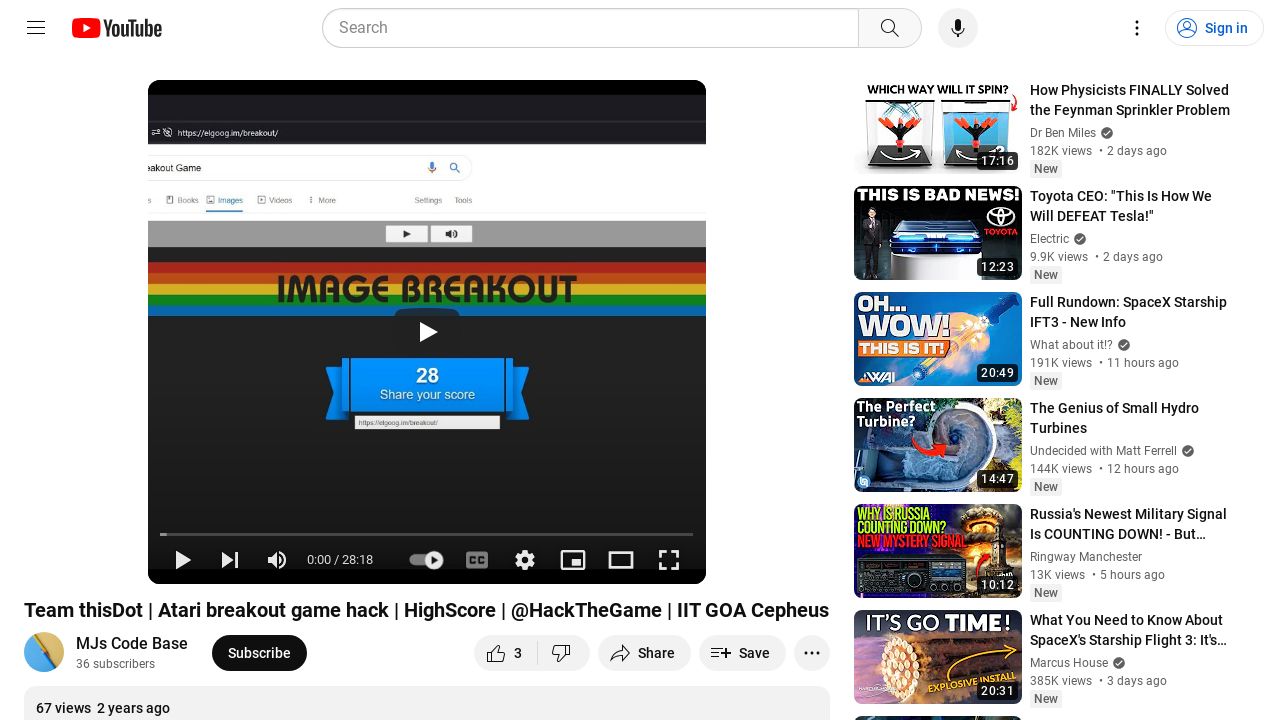 YouTube
Search
Sign in
https://elgoog.im/breakout/
eakout Game
Books
Images
Videos
More
Settings
Tools
IMAGE BREAKOUT
28
Share your score
https://elgoog.im/breakout/
0:00 / 28:18
CC
Team thisDot | Atari breakout game hack | HighScore | @HackTheGame | IIT GOA Cepheus
MJs Code Base
36 subscribers
Subscribe
3
Share
Save
67 views 2 years ago
WHICH WAY WILL IT SPIN?
?
17:16
How Physicists FINALLY Solved
the Feynman Sprinkler Problem
Dr Ben Miles
182K views • 2 days ago
New
THIS IS BAD NEWS!
TOYOTA
12:23
Toyota CEO: "This Is How We
Will DEFEAT Tesla!"
Electric
9.9K views • 2 days ago
New
OH...
WOW!
THIS IS IT!
WAI
20:49
Full Rundown: SpaceX Starship
IFT3 - New Info
What about it!?
191K views • 11 hours ago
New
The Perfect
Turbine?
14:47
The Genius of Small Hydro
Turbines
Undecided with Matt Ferrell
144K views • 12 hours ago
New
WHY IS RUSSIA
COUNTING DOWN?
NEW MYSTERY SIGNAL
10:12
Russia's Newest Military Signal
Is COUNTING DOWN! - But…
Ringway Manchester
13K views • 5 hours ago
New
IT'S GO TIME!
EXPLOSIVE INSTALL
MARCUS HOUSE
20:31
What You Need to Know About
SpaceX's Starship Flight 3: It's…
Marcus House
385K views • 3 days ago
New